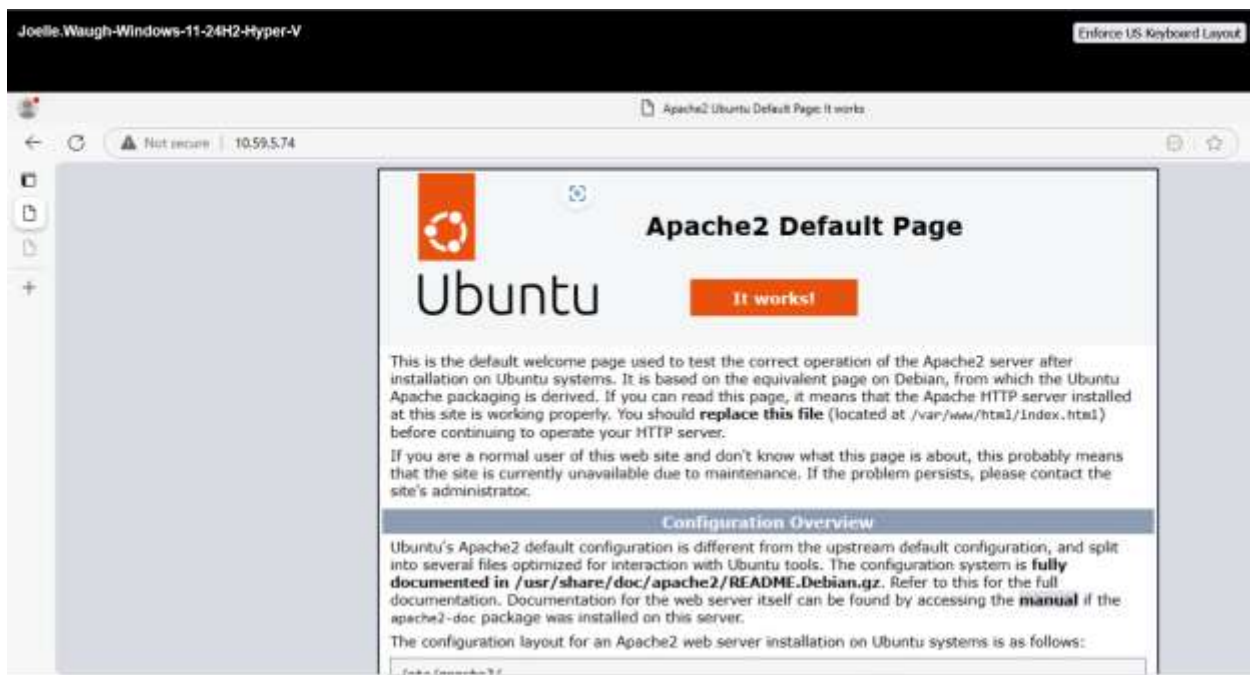 Joelle.Waugh-Windows-11-24H2-Hyper-V
Enforce US Keyboard Layout
Apache2 Ubuntu Default Page: It works
Not secure | 10.59.5.74
Apache2 Default Page
Ubuntu
It works!
This is the default welcome page used to test the correct operation of the Apache2 server after
installation on Ubuntu systems. It is based on the equivalent page on Debian, from which the Ubuntu
Apache packaging is derived. If you can read this page, it means that the Apache HTTP server installed
at this site is working properly. You should replace this file (located at /var/www/html/index.html)
before continuing to operate your HTTP server.
If you are a normal user of this web site and don't know what this page is about, this probably means
that the site is currently unavailable due to maintenance. If the problem persists, please contact the
site's administrator.
Configuration Overview
Ubuntu's Apache2 default configuration is different from the upstream default configuration, and split
into several files optimized for interaction with Ubuntu tools. The configuration system is fully
documented in /usr/share/doc/apache2/README.Debian.gz. Refer to this for the full
documentation. Documentation for the web server itself can be found by accessing the manual if the
apache2-doc package was installed on this server.
The configuration layout for an Apache2 web server installation on Ubuntu systems is as follows: